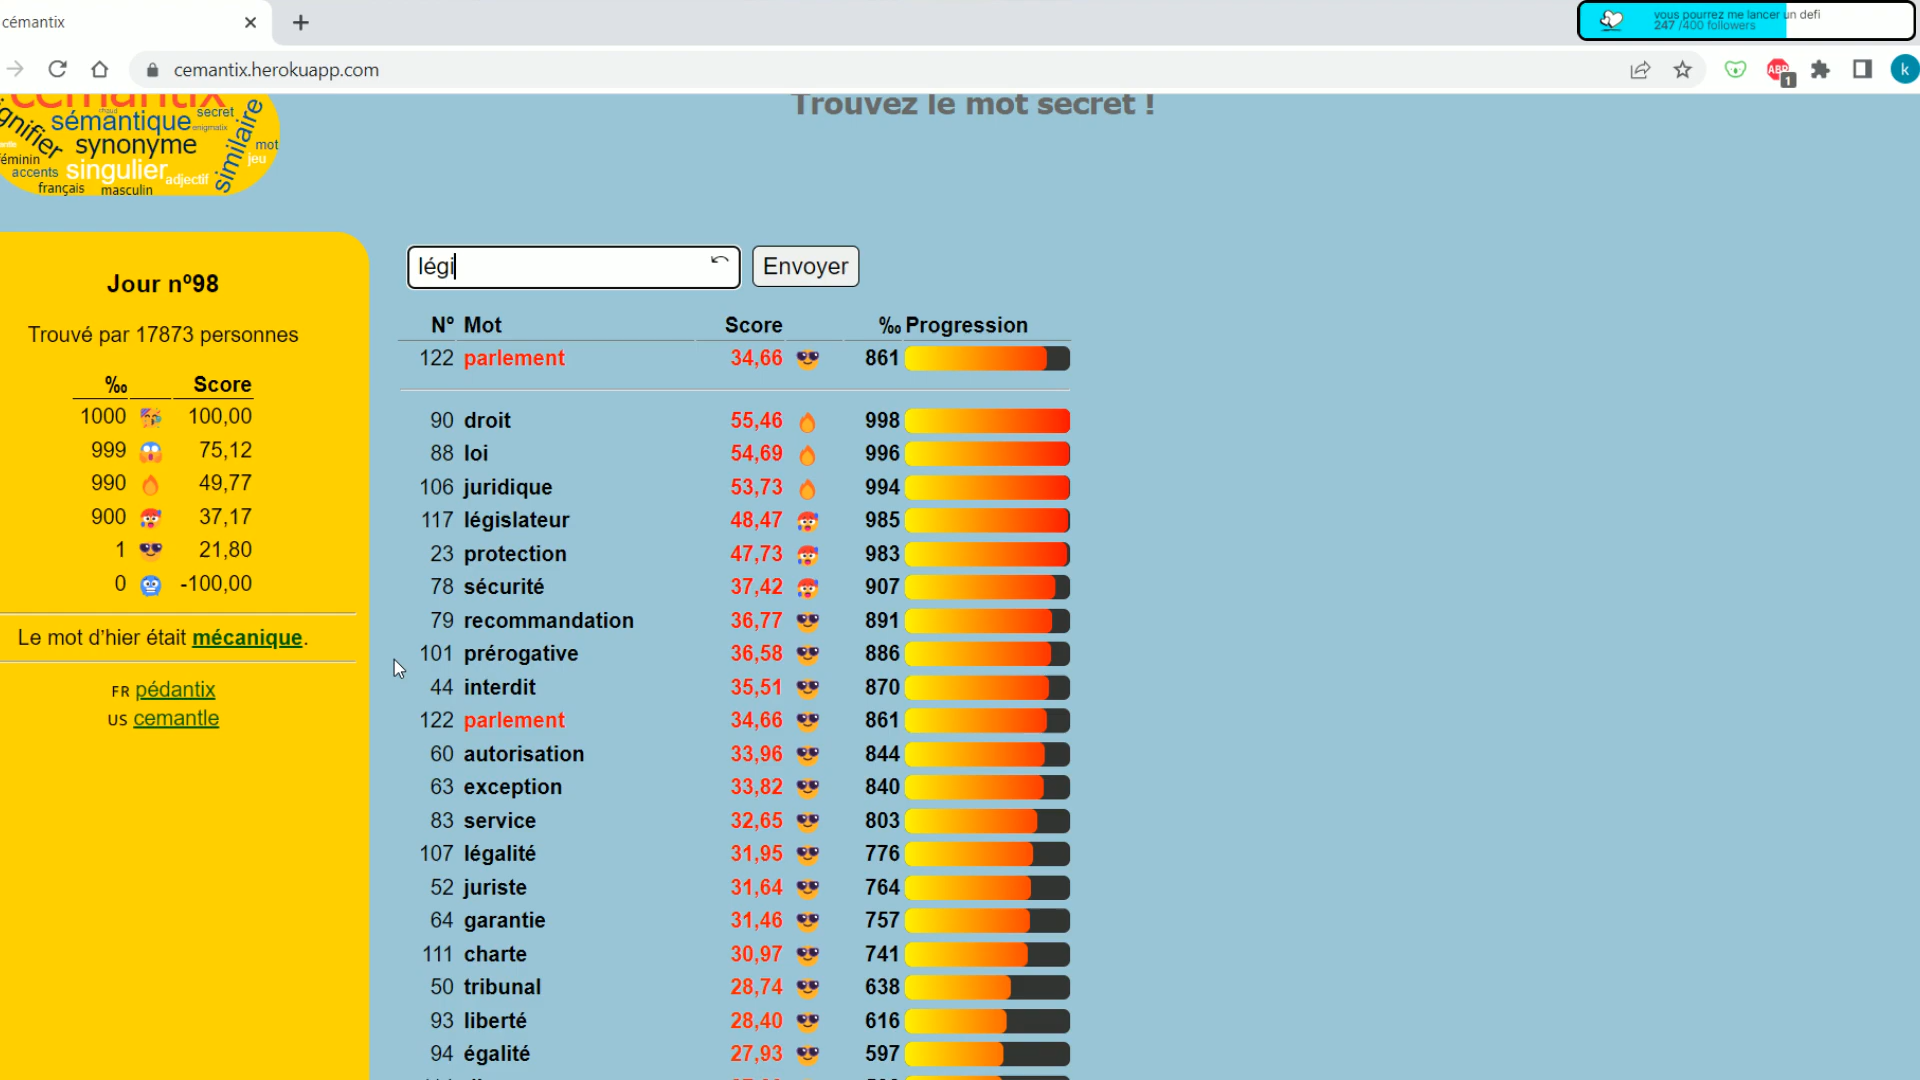 cémantix
vous pourrez me lancer un defi
247 /400 followers
cemantix.herokuapp.com
ABP
1
k
cémantix
chaud
secret
signifier
sémantique
enigmatix
similaire
synonyme
mot
jeu
féminin
accents
singulier
adjectif
français
masculin
Trouvez le mot secret !
légi
Envoyer
Jour nº98
Trouvé par 17873 personnes
‰ Score
1000 100,00
999 75,12
990 49,77
900 37,17
1 21,80
0 -100,00
Le mot d’hier était mécanique.
FR pédantix
US cemantle
Nº Mot Score ‰ Progression
122 parlement 34,66 861
90 droit 55,46 998
88 loi 54,69 996
106 juridique 53,73 994
117 législateur 48,47 985
23 protection 47,73 983
78 sécurité 37,42 907
79 recommandation 36,77 891
101 prérogative 36,58 886
44 interdit 35,51 870
122 parlement 34,66 861
60 autorisation 33,96 844
63 exception 33,82 840
83 service 32,65 803
107 légalité 31,95 776
52 juriste 31,64 764
64 garantie 31,46 757
111 charte 30,97 741
50 tribunal 28,74 638
93 liberté 28,40 616
94 égalité 27,93 597